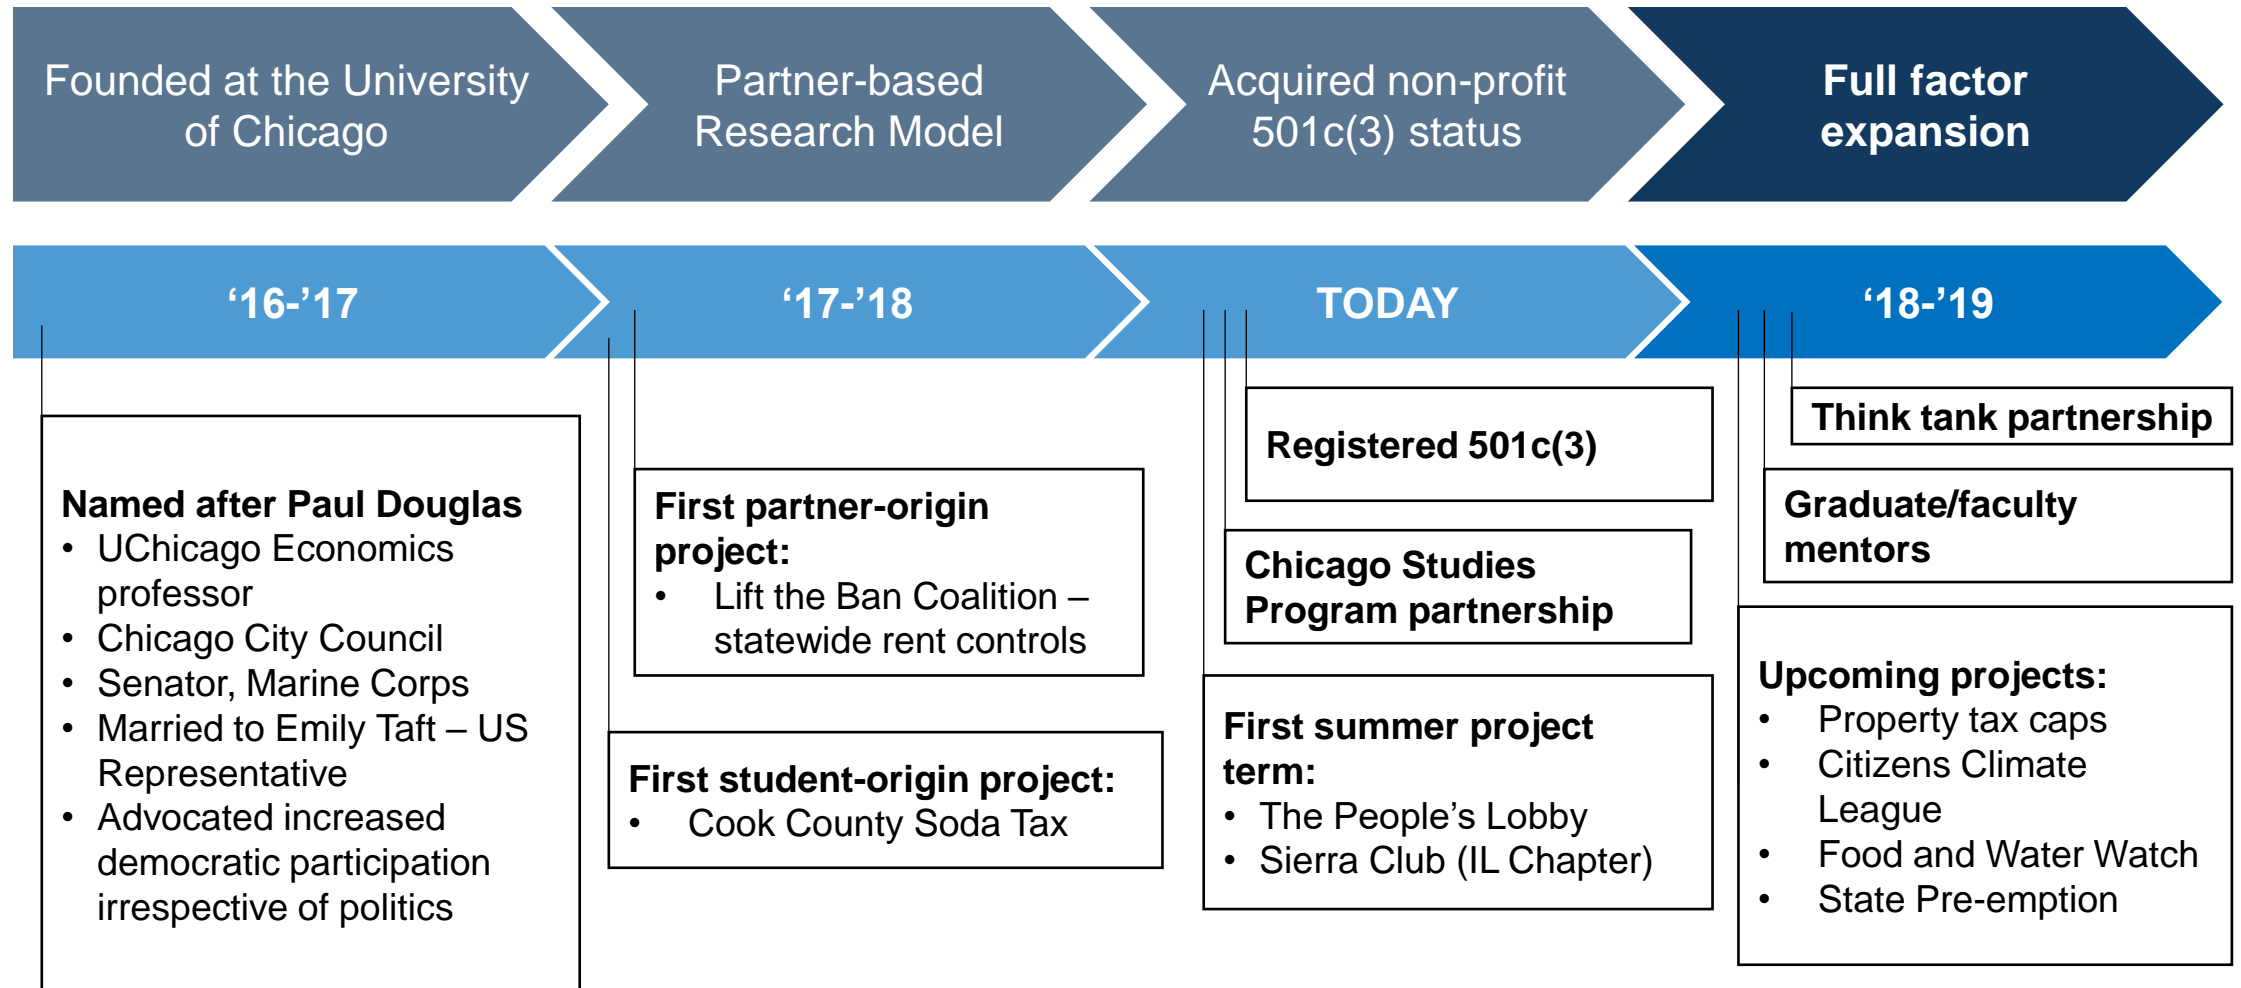 Founded at the University
of Chicago
Partner-based
Research Model
Acquired non-profit
501c(3) status
Full factor
expansion
‘16-’17
‘17-’18
TODAY
‘18-’19
Named after Paul Douglas
• UChicago Economics
professor
• Chicago City Council
• Senator, Marine Corps
• Married to Emily Taft – US
Representative
• Advocated increased
democratic participation
irrespective of politics
First partner-origin
project:
• Lift the Ban Coalition –
statewide rent controls
First student-origin project:
• Cook County Soda Tax
Registered 501c(3)
Chicago Studies
Program partnership
First summer project
term:
• The People’s Lobby
• Sierra Club (IL Chapter)
Think tank partnership
Graduate/faculty
mentors
Upcoming projects:
• Property tax caps
• Citizens Climate
League
• Food and Water Watch
• State Pre-emption